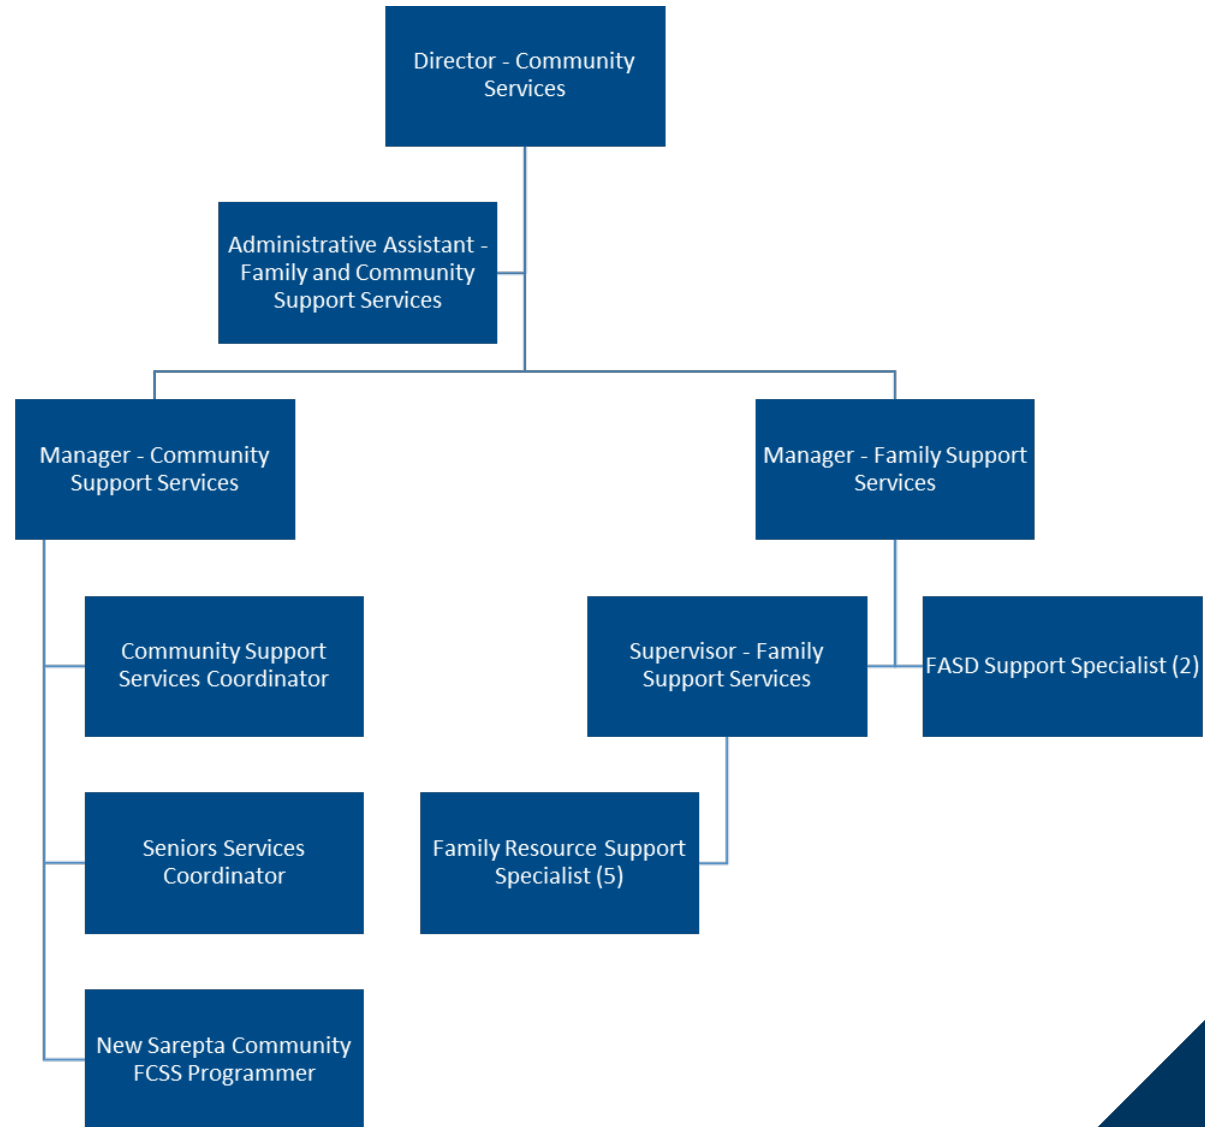 Director - Community
Services
Administrative Assistant -
Family and Community
Support Services
Manager - Community
Support Services
Manager - Family Support
Services
Community Support
Services Coordinator
Supervisor - Family
Support Services
FASD Support Specialist (2)
Seniors Services
Coordinator
Family Resource Support
Specialist (5)
New Sarepta Community
FCSS Programmer